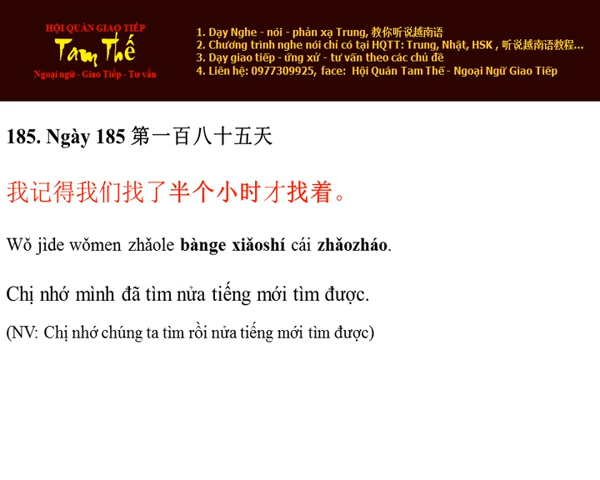 HỘI QUÁN GIAO TIẾP
Tam Thế
Ngoại ngữ - Giao Tiếp - Tư vấn
1. Dạy Nghe - nói - phản xạ Trung, 教你听说越南语
2. Chương trình nghe nói chỉ có tại HQTT: Trung, Nhật, HSK , 听说越南语教程...
3. Dạy giao tiếp - ứng xử - tư vấn theo các chủ đề
4. Liên hệ: 0977309925, face: Hội Quán Tam Thế - Ngoại Ngữ Giao Tiếp
185. Ngày 185 第一百八十五天
我记得我们找了半个小时才找着。
Wǒ jìde wǒmen zhǎole bànge xiǎoshí cái zhǎozháo.
Chị nhớ mình đã tìm nửa tiếng mới tìm được.
(NV: Chị nhớ chúng ta tìm rồi nửa tiếng mới tìm được)